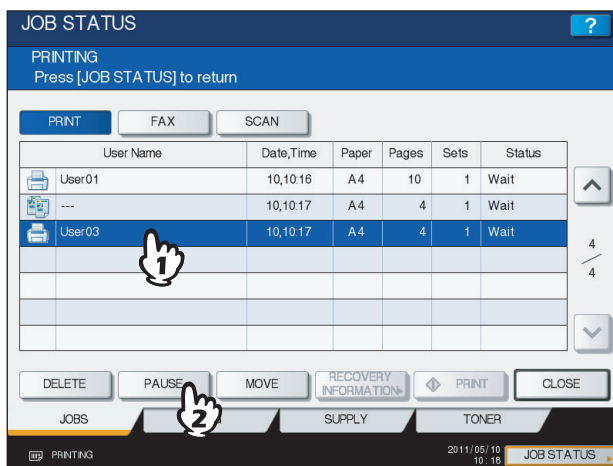 JOB STATUS
?
PRINTING
Press [JOB STATUS] to return
PRINT FAX SCAN
User Name Date,Time Paper Pages Sets Status
User01 10,10:16 A4 10 1 Wait
--- 10,10:17 A4 4 1 Wait
User03 10,10:17 A4 4 1 Wait
1
4
4
DELETE PAUSE MOVE RECOVERY INFORMATION PRINT CLOSE
2
JOBS SUPPLY TONER
PRINTING
2011/05/10
10:18
JOB STATUS